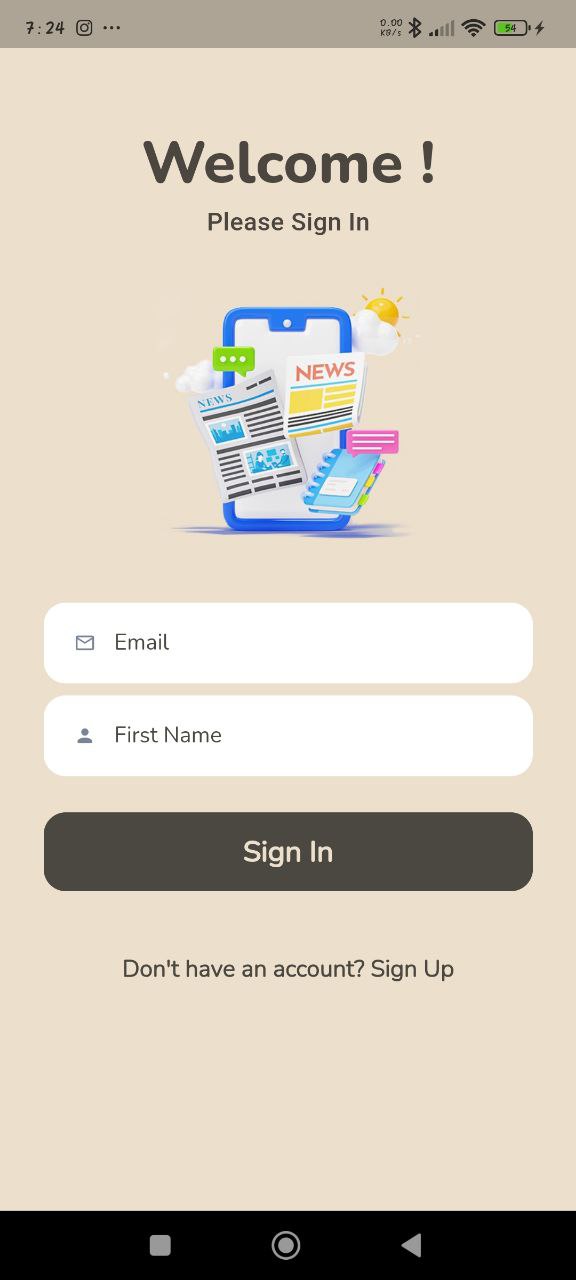 7:24
0.00
KB/s
54
Welcome !
Please Sign In
NEWS
NEWS
Email
First Name
Sign In
Don't have an account? Sign Up